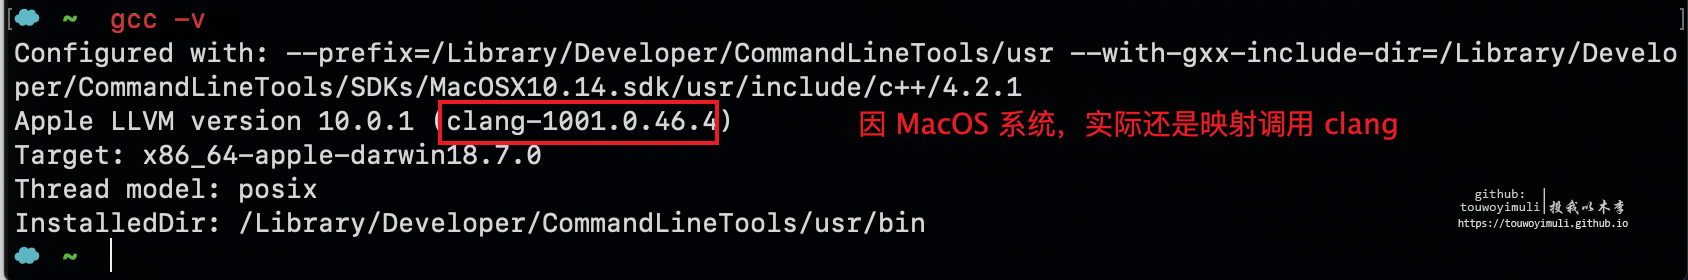 [ ~ gcc -v ]
Configured with: --prefix=/Library/Developer/CommandLineTools/usr --with-gxx-include-dir=/Library/Develo
per/CommandLineTools/SDKs/MacOSX10.14.sdk/usr/include/c++/4.2.1
Apple LLVM version 10.0.1 (clang-1001.0.46.4)
因 MacOS 系统，实际还是映射调用 clang
Target: x86_64-apple-darwin18.7.0
Thread model: posix
InstalledDir: /Library/Developer/CommandLineTools/usr/bin
~
github:
touwoyimuli|投我以木李
https://touwoyimuli.github.io